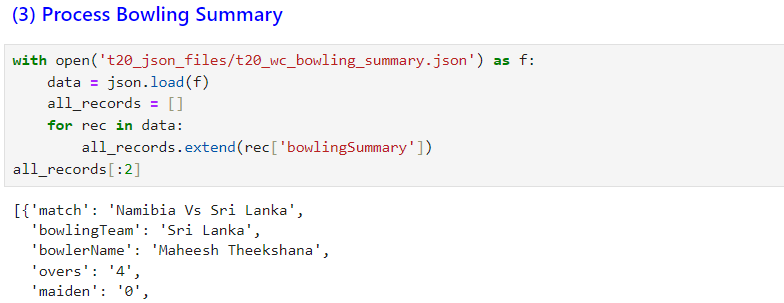 (3) Process Bowling Summary
with open('t20_json_files/t20_wc_bowling_summary.json') as f:
    data = json.load(f)
    all_records = []
    for rec in data:
        all_records.extend(rec['bowlingSummary'])
all_records[:2]
[{'match': 'Namibia Vs Sri Lanka',
  'bowlingTeam': 'Sri Lanka',
  'bowlerName': 'Maheesh Theekshana',
  'overs': '4',
  'maiden': '0',